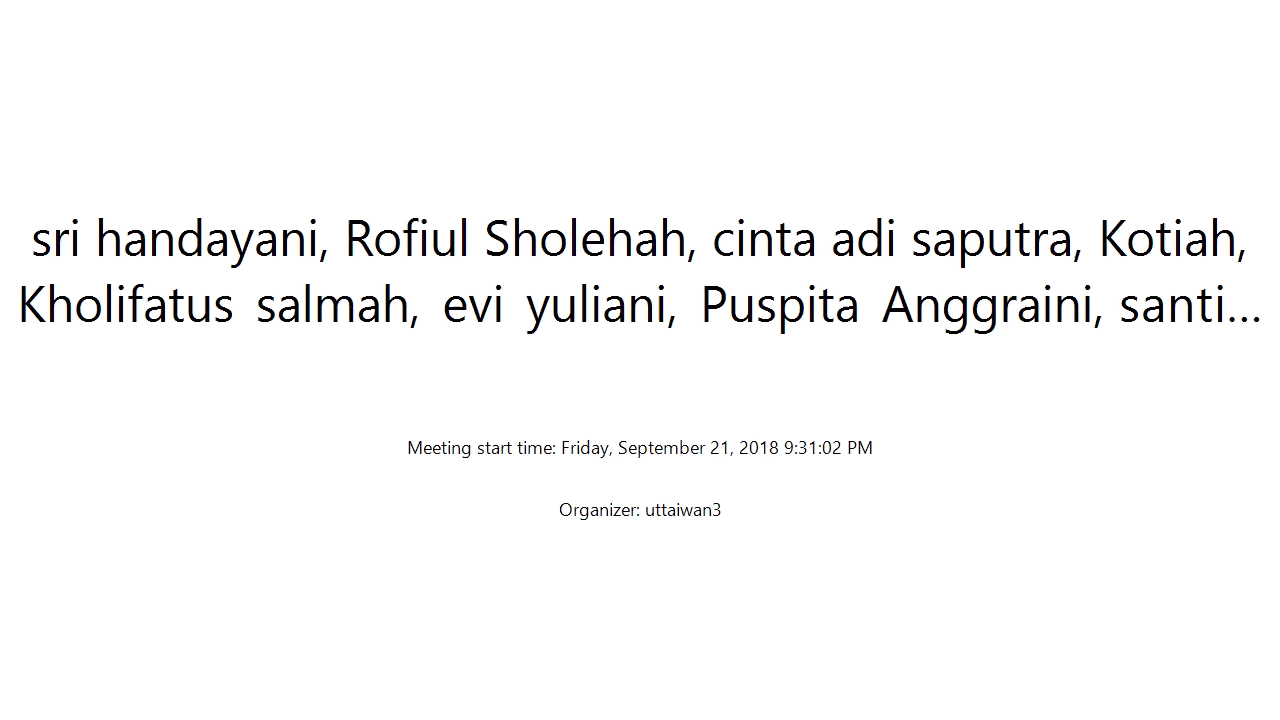 sri handayani, Rofiul Sholehah, cinta adi saputra, Kotiah,
Kholifatus salmah, evi yuliani, Puspita Anggraini, santi...
Meeting start time: Friday, September 21, 2018 9:31:02 PM
Organizer: uttaiwan3